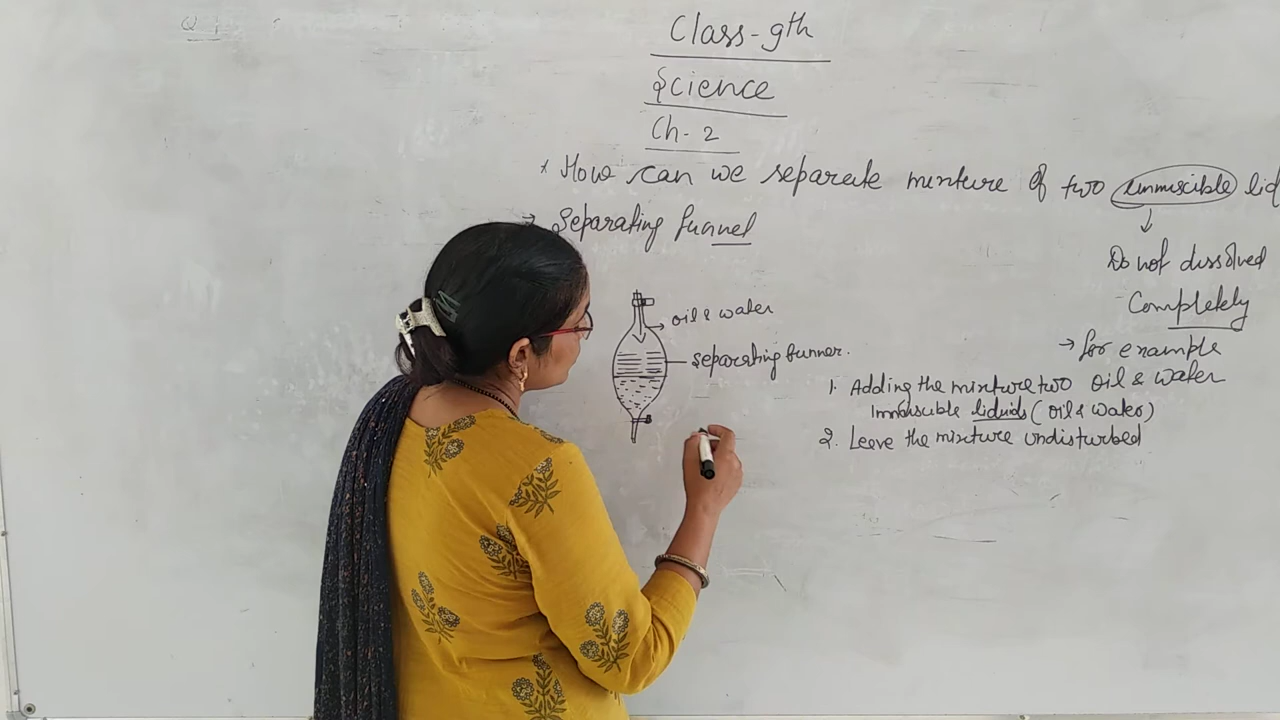 Class-9th
Science
Ch-2
* How can we separate mixture of two immiscible liq
→ Separating funnel
Do not dissolved
Completely
→ for example
oil & water
oil & water
separating funner.
1. Adding the mixture two
immiscible liquids (oil & water)
2. Leave the mixture undisturbed